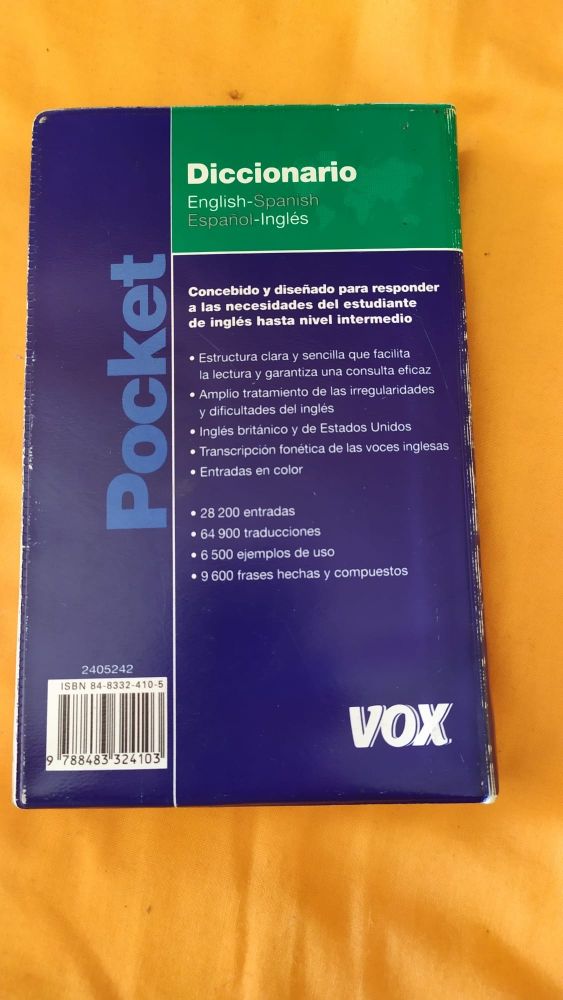 Diccionario
English-Spanish
Español-Inglés
Pocket
Concebido y diseñado para responder
a las necesidades del estudiante
de inglés hasta nivel intermedio
• Estructura clara y sencilla que facilita
la lectura y garantiza una consulta eficaz
• Amplio tratamiento de las irregularidades
y dificultades del inglés
• Inglés británico y de Estados Unidos
• Transcripción fonética de las voces inglesas
• Entradas en color
• 28 200 entradas
• 64 900 traducciones
• 6 500 ejemplos de uso
• 9 600 frases hechas y compuestos
2405242
ISBN 84-8332-410-5
9 788483 324103
VOX